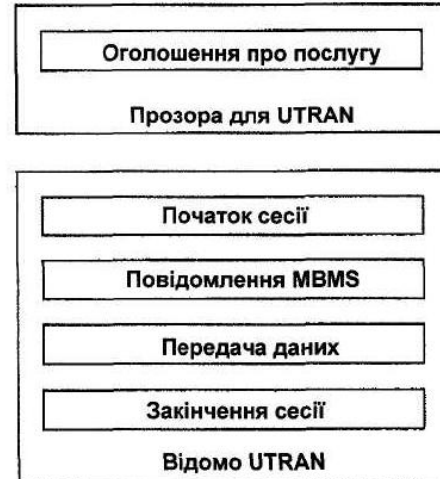 Оголошення про послугу
Прозора для UTRAN
Початок сесії
Повідомлення MBMS
Передача даних
Закінчення сесії
Відомо UTRAN